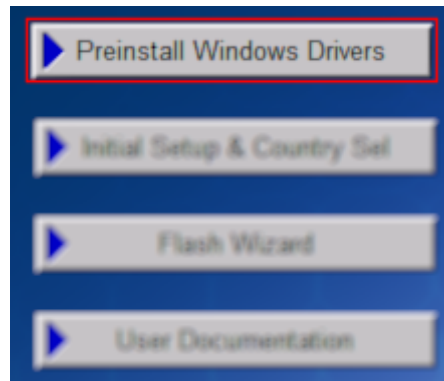 Preinstall Windows Drivers
Initial Setup & Country Sel
Flash Wizard
User Documentation